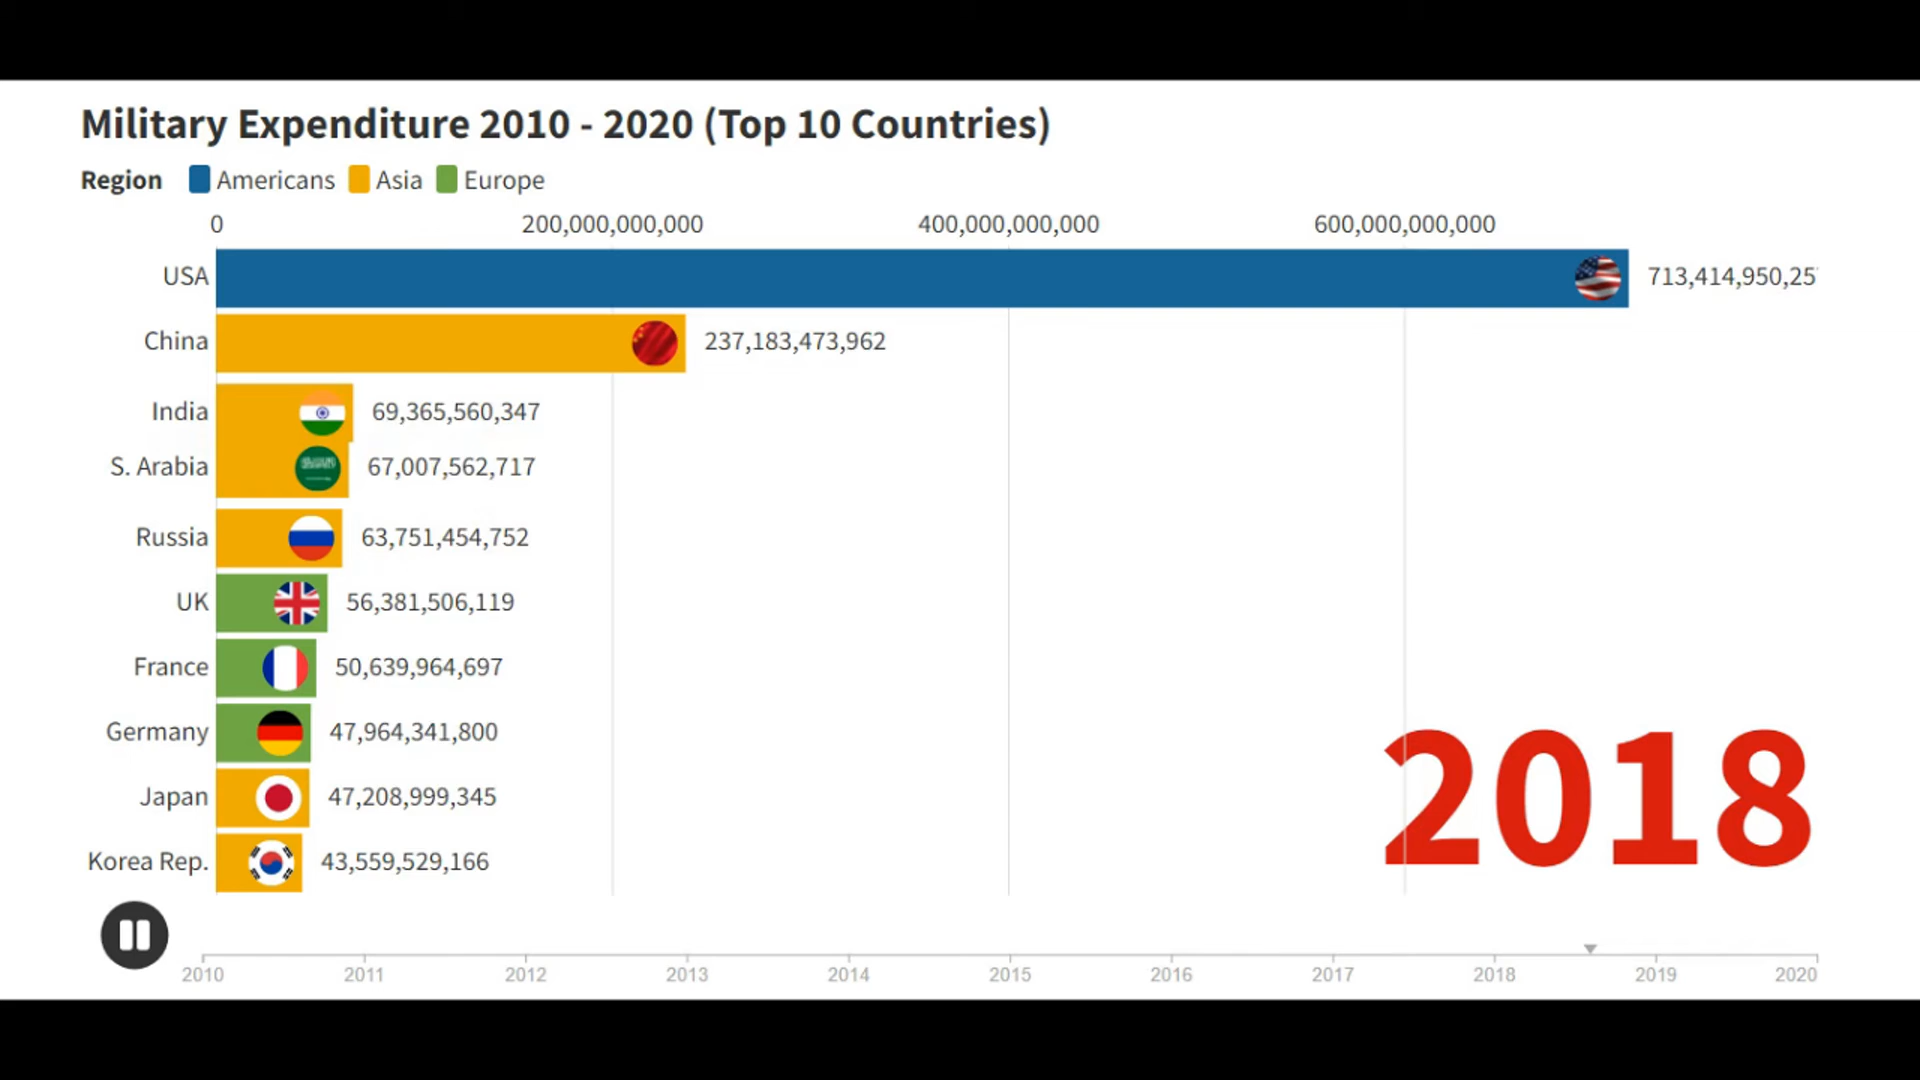 Military Expenditure 2010 - 2020 (Top 10 Countries)
Region Americans Asia Europe
0 200,000,000,000 400,000,000,000 600,000,000,000
USA 713,414,950,25
China 237,183,473,962
India 69,365,560,347
S. Arabia 67,007,562,717
Russia 63,751,454,752
UK 56,381,506,119
France 50,639,964,697
Germany 47,964,341,800
Japan 47,208,999,345
Korea Rep. 43,559,529,166
2018
2010 2011 2012 2013 2014 2015 2016 2017 2018 2019 2020